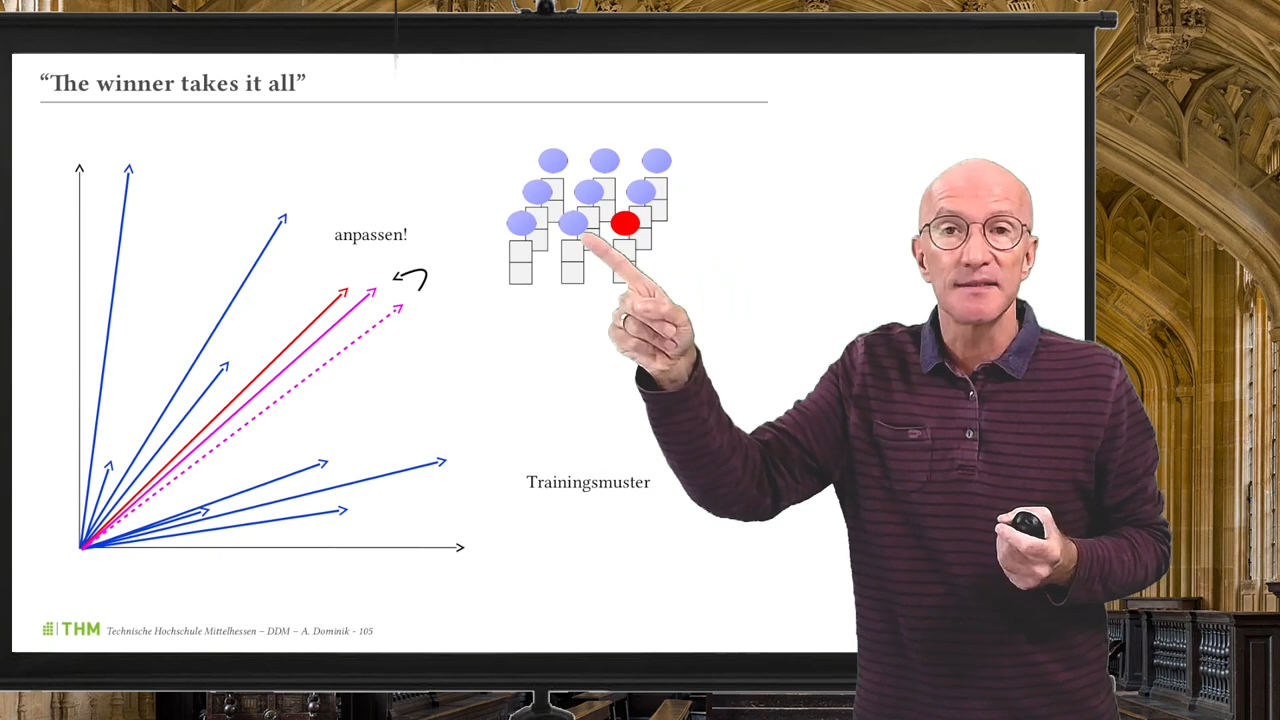 “The winner takes it all”
anpassen!
Trainingsmuster
THM Technische Hochschule Mittelhessen – DDM – A. Dominik - 105